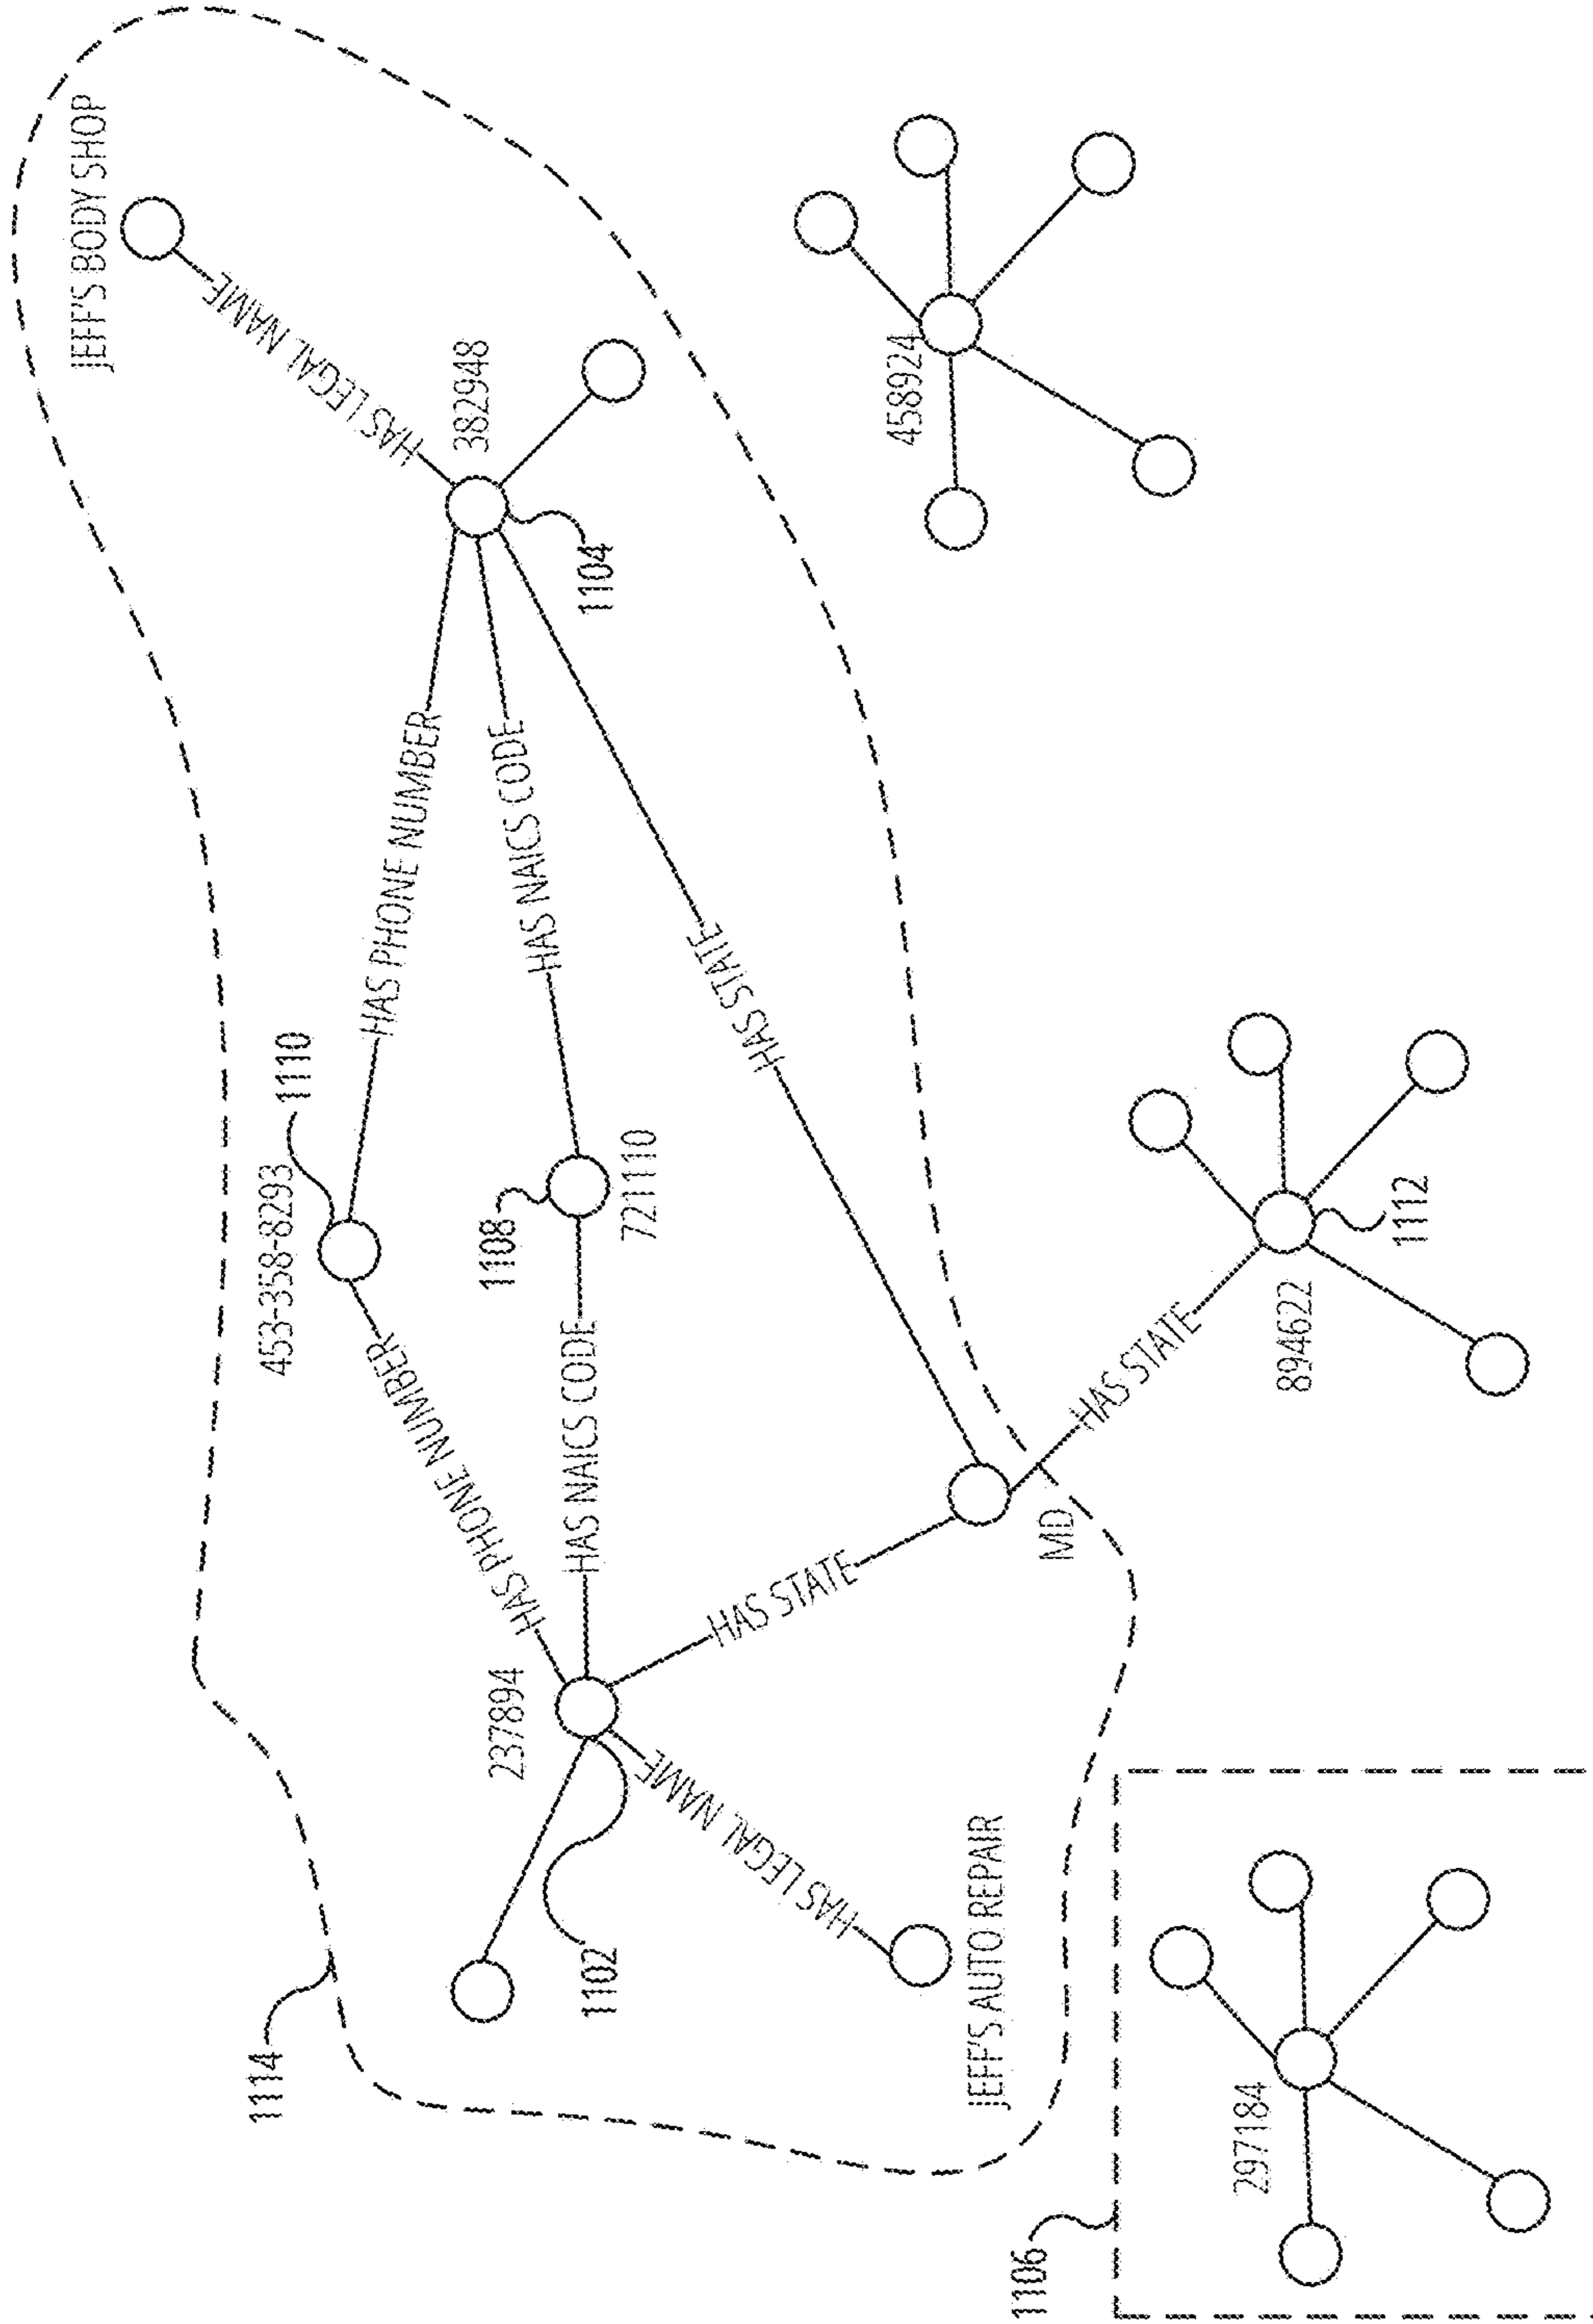 JEFF'S BODY SHOP
HAS LEGAL NAME
382948
1104
HAS PHONE NUMBER
HAS NAICS CODE
HAS STATE
458924
453-358-8293
1110
1108
721110
HAS PHONE NUMBER
HAS NAICS CODE
HAS STATE
MD
HAS STATE
894622
1112
237894
1102
HAS LEGAL NAME
JEFF'S AUTO REPAIR
1114
1106
297184